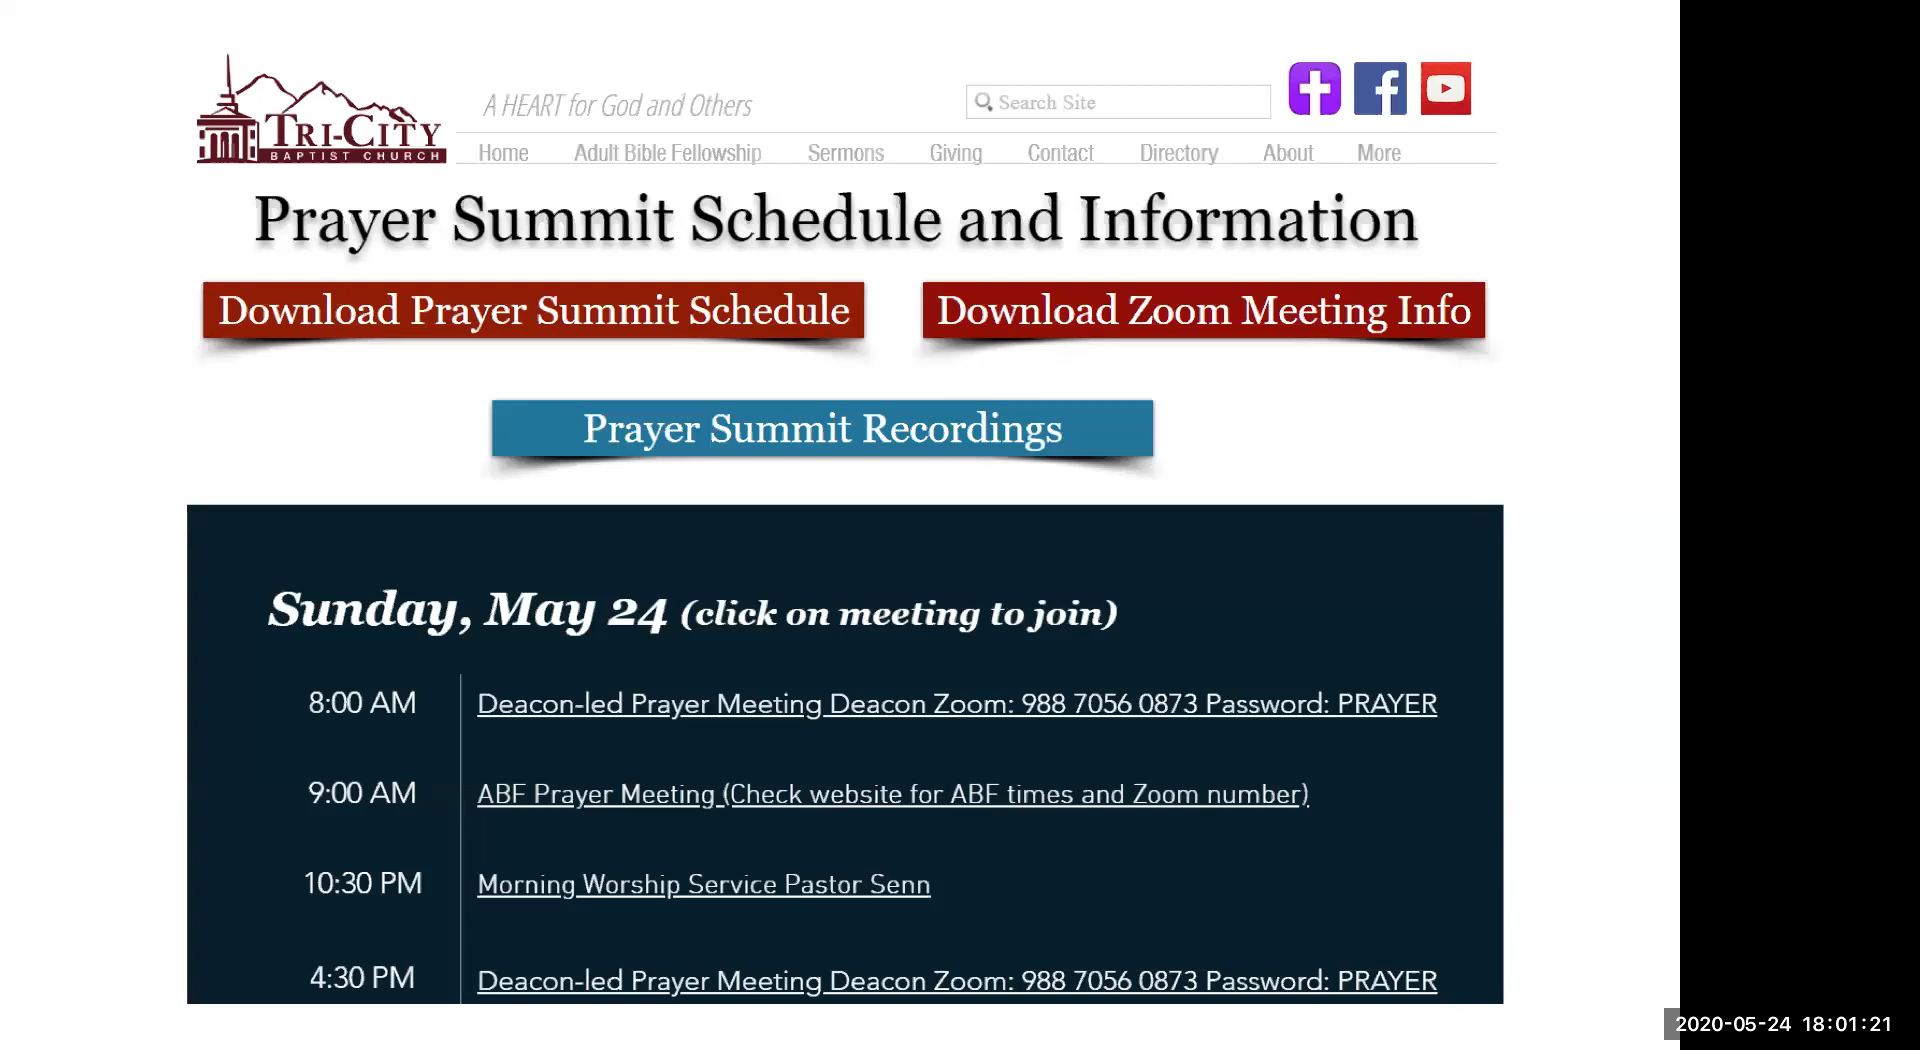 TRI-CITY
BAPTIST CHURCH
A HEART for God and Others
Search Site
Home Adult Bible Fellowship Sermons Giving Contact Directory About More
Prayer Summit Schedule and Information
Download Prayer Summit Schedule Download Zoom Meeting Info
Prayer Summit Recordings
Sunday, May 24 (click on meeting to join)
8:00 AM Deacon-led Prayer Meeting Deacon Zoom: 988 7056 0873 Password: PRAYER
9:00 AM ABF Prayer Meeting (Check website for ABF times and Zoom number)
10:30 PM Morning Worship Service Pastor Senn
4:30 PM Deacon-led Prayer Meeting Deacon Zoom: 988 7056 0873 Password: PRAYER
2020-05-24 18:01:21